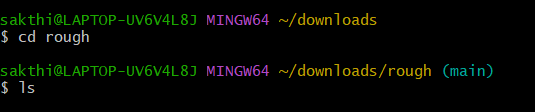 sakthi@LAPTOP-UV6V4L8J MINGW64 ~/downloads
$ cd rough
sakthi@LAPTOP-UV6V4L8J MINGW64 ~/downloads/rough (main)
$ ls